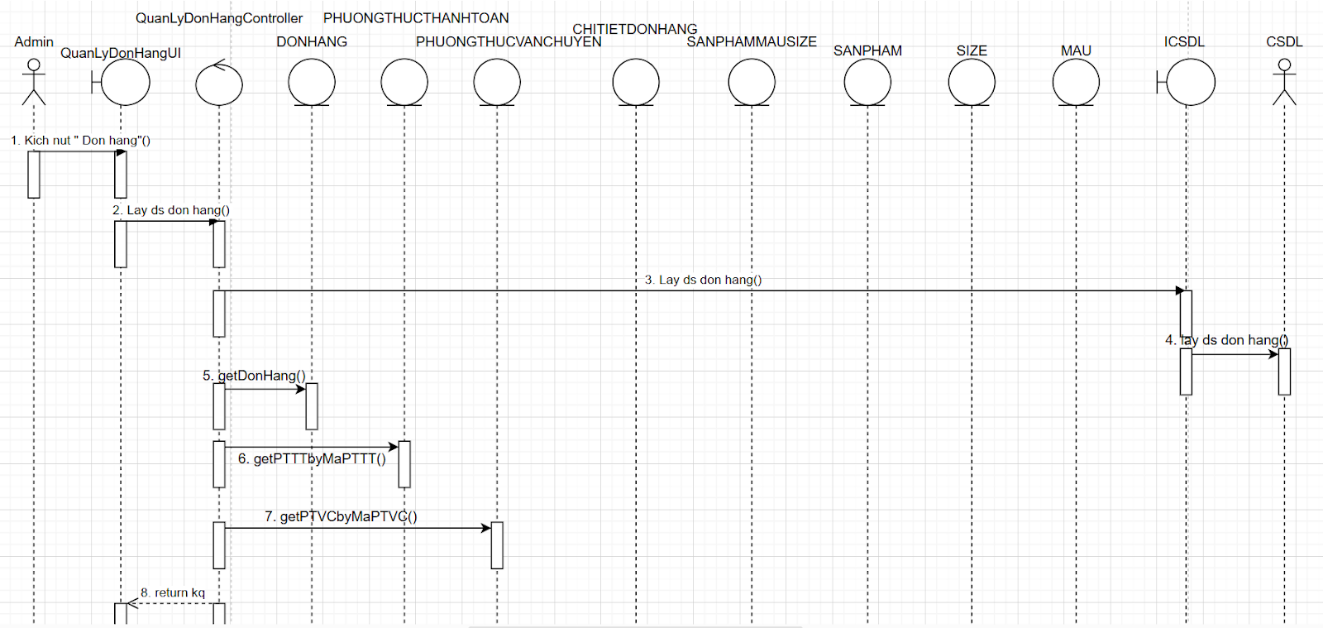 QuanLyDonHangController
PHUONGTHUCTHANHTOAN
CHITIETDONHANG
Admin
QuanLyDonHangUI
DONHANG
PHUONGTHUCVANCHUYEN
SANPHAMMAUSIZE
SANPHAM
SIZE
MAU
ICSDL
CSDL
1. Kich nut " Don hang"()
2. Lay ds don hang()
3. Lay ds don hang()
4. lay ds don hang()
5. getDonHang()
6. getPTTTbyMaPTTT()
7. getPTVCbyMaPTVC()
8. return kq